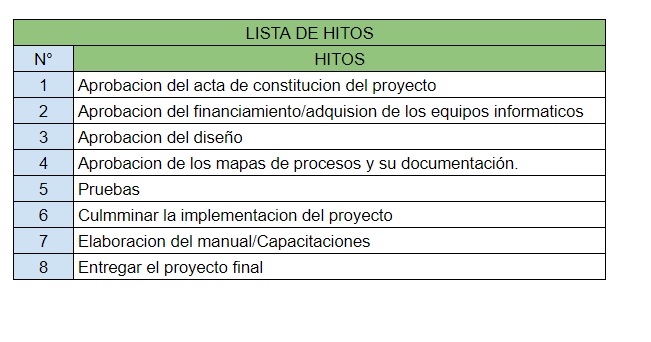 LISTA DE HITOS
N° HITOS
1 Aprobacion del acta de constitucion del proyecto
2 Aprobacion del financiamiento/adquision de los equipos informaticos
3 Aprobacion del diseño
4 Aprobacion de los mapas de procesos y su documentación.
5 Pruebas
6 Culmminar la implementacion del proyecto
7 Elaboracion del manual/Capacitaciones
8 Entregar el proyecto final